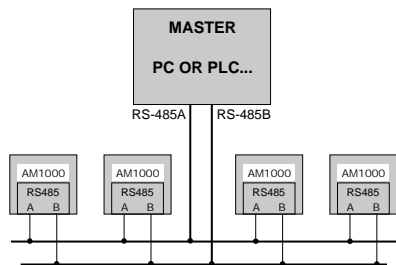 MASTER
PC OR PLC...
RS-485A RS-485B
AM1000 AM1000 AM1000 AM1000
RS485 RS485 RS485 RS485
A B A B A B A B